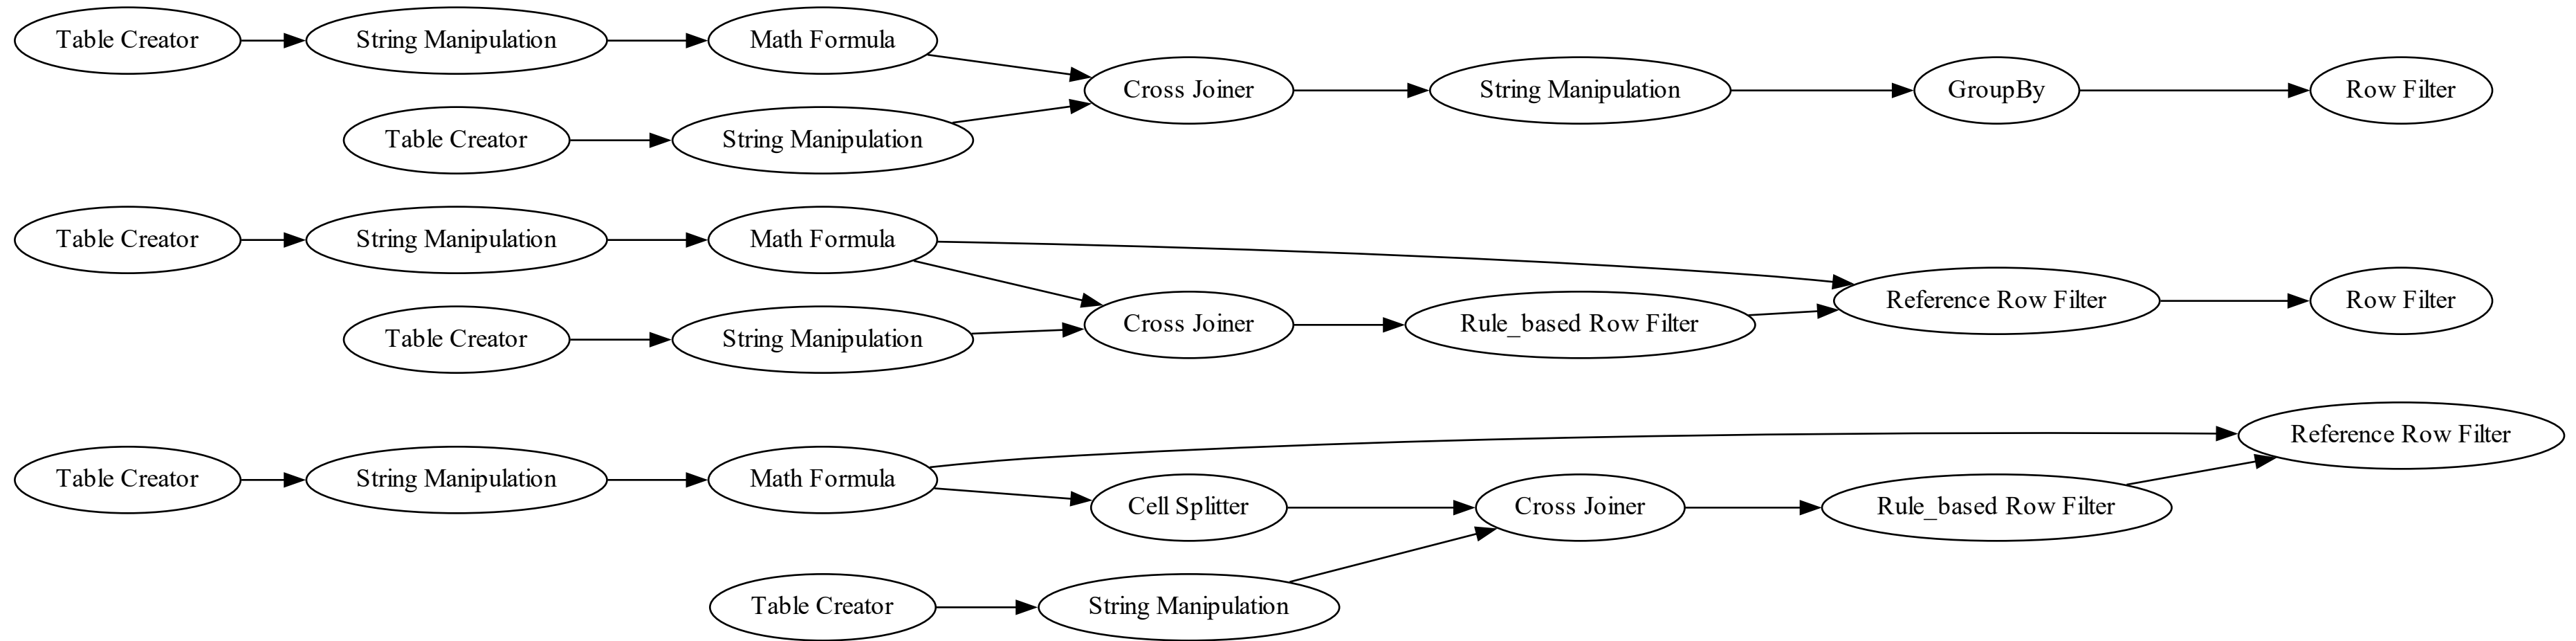 Table Creator
String Manipulation
Math Formula
Cross Joiner
String Manipulation
GroupBy
Row Filter
Table Creator
String Manipulation
Table Creator
String Manipulation
Math Formula
Reference Row Filter
Row Filter
Table Creator
String Manipulation
Cross Joiner
Rule_based Row Filter
Reference Row Filter
Table Creator
String Manipulation
Math Formula
Cell Splitter
Cross Joiner
Rule_based Row Filter
Table Creator
String Manipulation